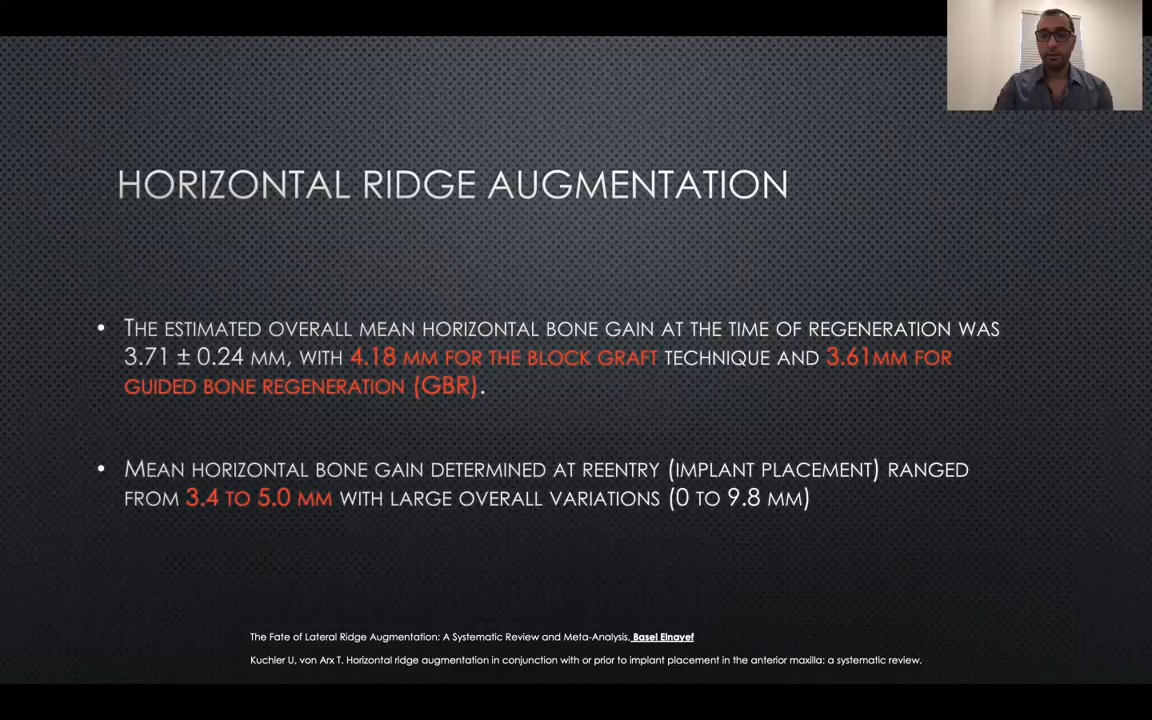 HORIZONTAL RIDGE AUGMENTATION
• THE ESTIMATED OVERALL MEAN HORIZONTAL BONE GAIN AT THE TIME OF REGENERATION WAS
3.71 ± 0.24 MM, WITH 4.18 MM FOR THE BLOCK GRAFT TECHNIQUE AND 3.61MM FOR
GUIDED BONE REGENERATION (GBR).
• MEAN HORIZONTAL BONE GAIN DETERMINED AT REENTRY (IMPLANT PLACEMENT) RANGED
FROM 3.4 TO 5.0 MM WITH LARGE OVERALL VARIATIONS (0 TO 9.8 MM)
The Fate of Lateral Ridge Augmentation: A Systematic Review and Meta-Analysis, Basel Elnayef
Kuchler U, von Arx T. Horizontal ridge augmentation in conjunction with or prior to implant placement in the anterior maxilla: a systematic review.